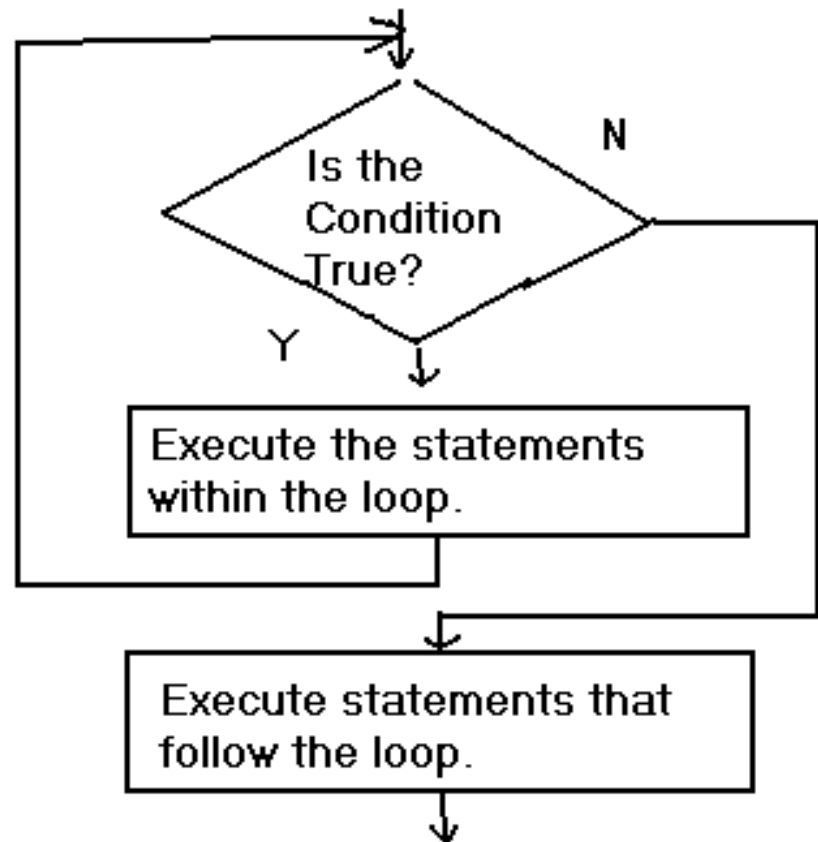 N
Is the
Condition
True?
Y
Execute the statements
within the loop.
Execute statements that
follow the loop.